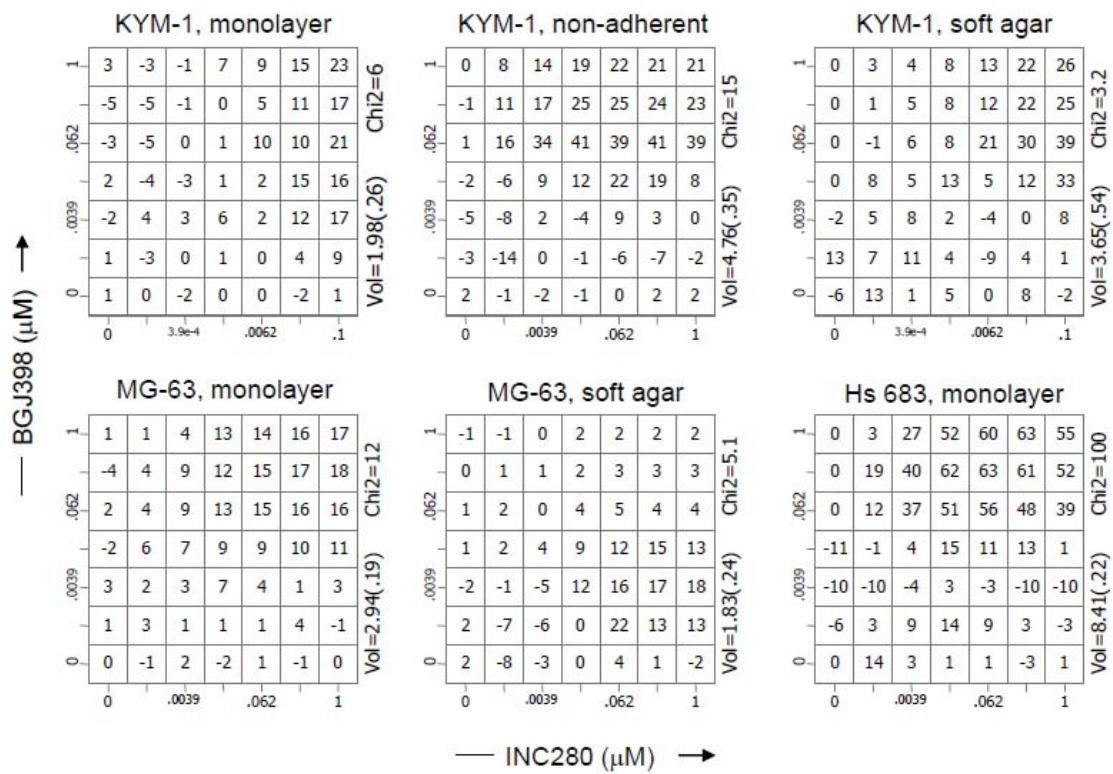 KYM-1, monolayer
1 3 -3 -1 7 9 15 23
-5 -5 -1 0 5 11 17
.062 -3 -5 0 1 10 10 21
2 -4 -3 1 2 15 16
.0039 -2 4 3 6 2 12 17
1 -3 0 1 0 4 9
0 1 0 -2 0 0 -2 1
0 3.9e-4 .0062 .1
Chi2=6
Vol=1.98(.26)
KYM-1, non-adherent
1 0 8 14 19 22 21 21
-1 11 17 25 25 24 23
.062 1 16 34 41 39 41 39
-2 -6 9 12 22 19 8
.0039 -5 -8 2 -4 9 3 0
-3 -14 0 -1 -6 -7 -2
0 2 -1 -2 -1 0 2 2
0 .0039 .062 1
Chi2=15
Vol=4.76(.35)
KYM-1, soft agar
1 0 3 4 8 13 22 26
0 1 5 8 12 22 25
.062 0 -1 6 8 21 30 39
0 8 5 13 5 12 33
.0039 -2 5 8 2 -4 0 8
13 7 11 4 -9 4 1
0 -6 13 1 5 0 8 -2
0 3.9e-4 .0062 .1
Chi2=3.2
Vol=3.65(.54)
BGJ398 (μM)
MG-63, monolayer
1 1 1 4 13 14 16 17
-4 4 9 12 15 17 18
.062 2 4 9 13 15 16 16
-2 6 7 9 9 10 11
.0039 3 2 3 7 4 1 3
1 3 1 1 1 4 -1
0 0 -1 2 -2 1 -1 0
0 .0039 .062 1
Chi2=12
Vol=2.94(.19)
MG-63, soft agar
1 -1 -1 0 2 2 2 2
0 1 1 2 3 3 3
.062 1 2 0 4 5 4 4
1 2 4 9 12 15 13
.0039 -2 -1 -5 12 16 17 18
2 -7 -6 0 22 13 13
0 2 -8 -3 0 4 1 -2
0 .0039 .062 1
Chi2=5.1
Vol=1.83(.24)
Hs 683, monolayer
1 0 3 27 52 60 63 55
0 19 40 62 63 61 52
.062 0 12 37 51 56 48 39
-11 -1 4 15 11 13 1
.0039 -10 -10 -4 3 -3 -10 -10
-6 3 9 14 9 3 -3
0 0 14 3 1 1 -3 1
0 .0039 .062 1
Chi2=100
Vol=8.41(.22)
INC280 (μM)